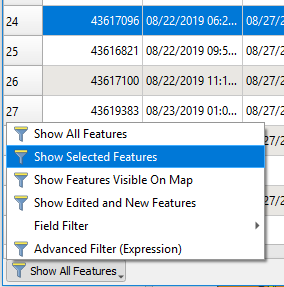 24 43617096 08/22/2019 06:2... 08/27/
25 43616821 08/22/2019 09:5... 08/27/
26 43617100 08/22/2019 11:1... 08/27/
27 43619383 08/23/2019 01:0... 08/27/
Show All Features
Show Selected Features
Show Features Visible On Map
Show Edited and New Features
Field Filter
Advanced Filter (Expression)
Show All Features